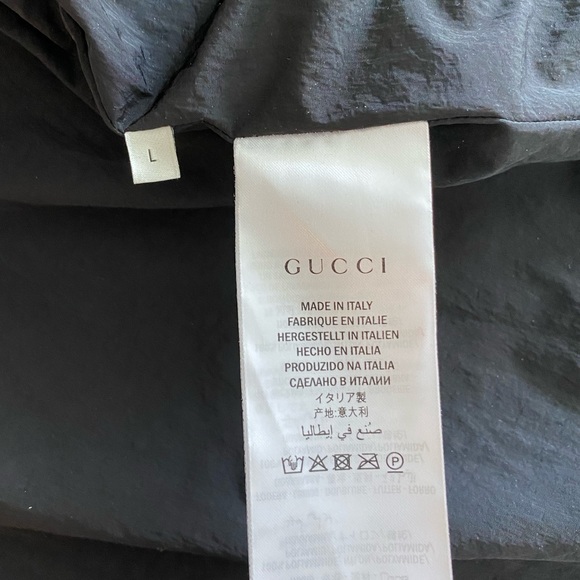 L
GUCCI
MADE IN ITALY
FABRIQUE EN ITALIE
HERGESTELLT IN ITALIEN
HECHO EN ITALIA
PRODUZIDO NA ITALIA
СДЕЛАНО В ИТАЛИИ
イタリア製
产地:意大利
صُنع في إيطاليا
P